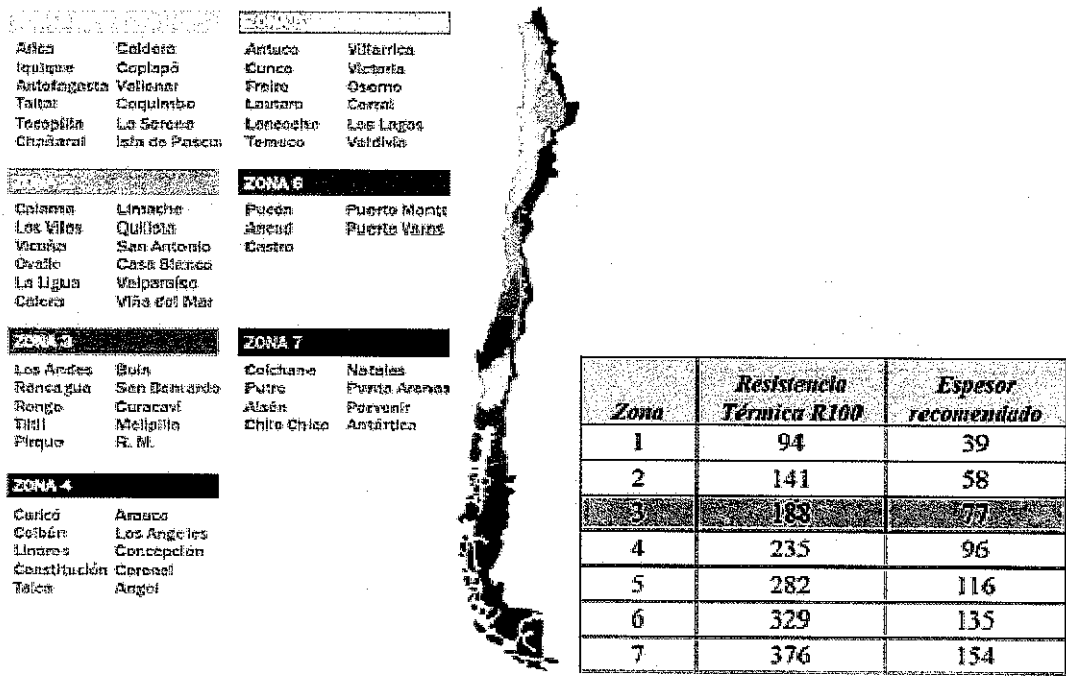 Arica Caldera
Iquique Copiapó
Antofagasta Vallenar
Taltal Coquimbo
Tocopilla La Serena
Chañaral Isla de Pascu
Antuco Villarrica
Cunco Victoria
Freire Osorno
Lautaro Corral
Loncoche Los Lagos
Temuco Valdivia
Calama Limache
Los Vilos Quillota
Vicuña San Antonio
Ovalle Casa Blanca
La Ligua Valparaíso
Calera Viña del Mar
ZONA 6
Pucón Puerto Montt
Ancud Puerto Varas
Castro
ZONA 3
Los Andes Buin
Rancagua San Bernardo
Rengo Curacaví
Tiltil Melipilla
Pirque R. M.
ZONA 7
Colchane Natales
Putre Punta Arenas
Aisén Porvenir
Chile Chico Antártica
ZONA 4
Curicó Arauco
Colbún Los Angeles
Linares Concepción
Constitución Coronel
Talca Angol
Zona Resistencia Térmica R100 Espesor recomendado
1 94 39
2 141 58
3 188 77
4 235 96
5 282 116
6 329 135
7 376 154